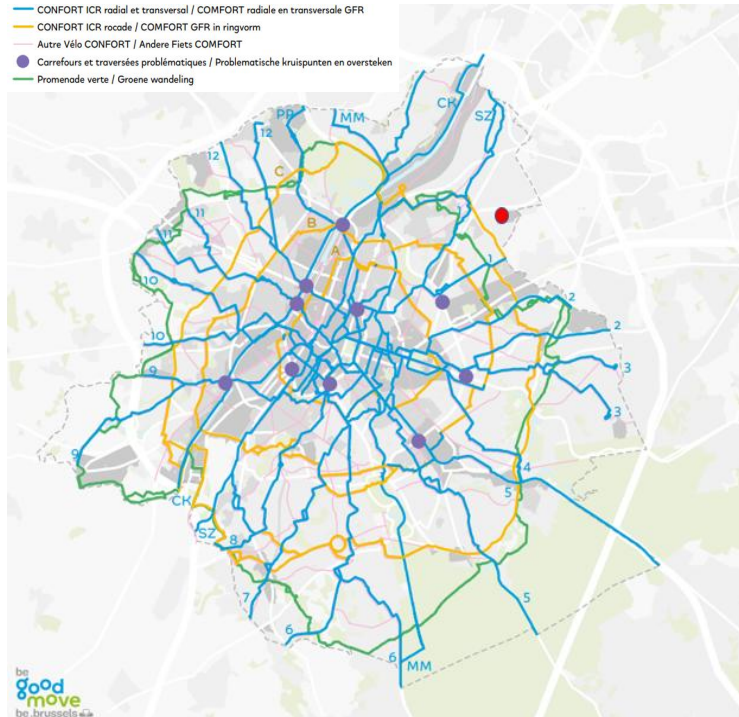 CONFORT ICR radial et transversal / COMFORT radiale en transversale GFR
CONFORT ICR rocade / COMFORT GFR in ringvorm
Autre Vélo CONFORT / Andere Fiets COMFORT
Carrefours et traversées problématiques / Problematische kruispunten en oversteken
Promenade verte / Groene wandeling
PP
MM
CK
SZ
12
12
C
11
B
11
A
1
10
2
10
2
9
3
3
9
4
CK
5
SZ
8
7
5
6
6
MM
be
good
move
be.brussels